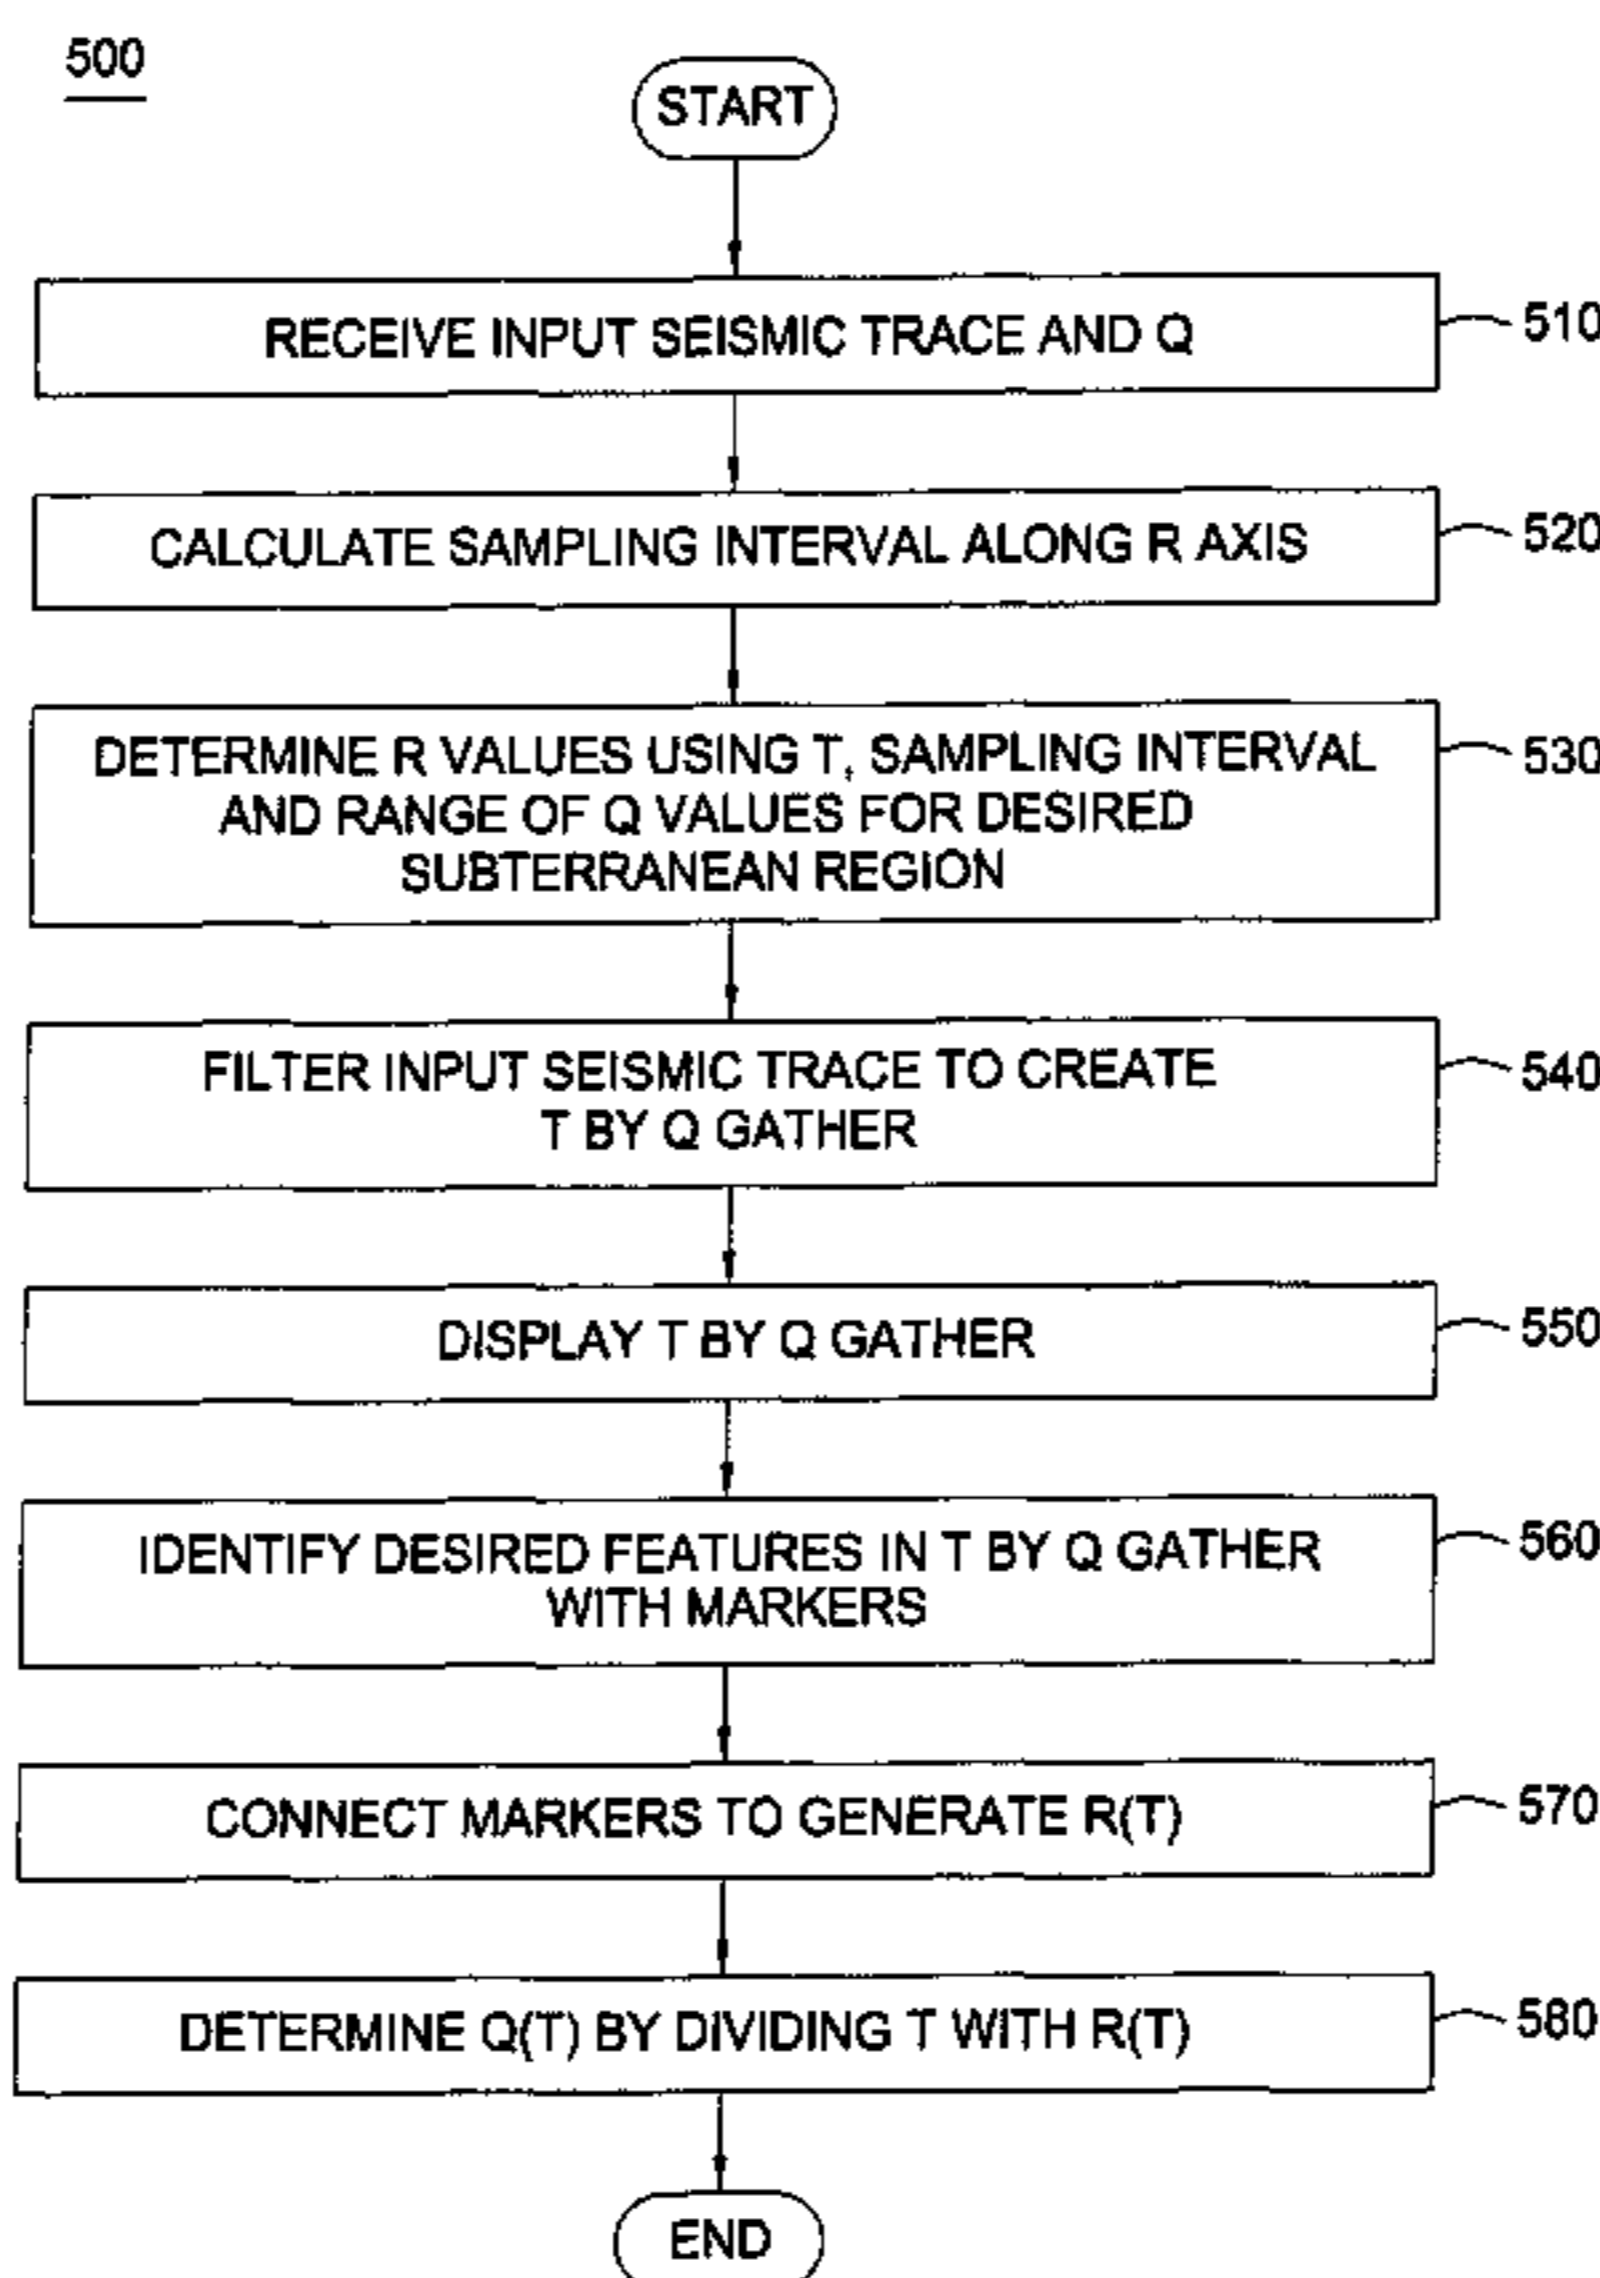 500
START
RECEIVE INPUT SEISMIC TRACE AND Q
510
CALCULATE SAMPLING INTERVAL ALONG R AXIS
520
DETERMINE R VALUES USING T, SAMPLING INTERVAL
AND RANGE OF Q VALUES FOR DESIRED
SUBTERRANEAN REGION
530
FILTER INPUT SEISMIC TRACE TO CREATE
T BY Q GATHER
540
DISPLAY T BY Q GATHER
550
IDENTIFY DESIRED FEATURES IN T BY Q GATHER
WITH MARKERS
560
CONNECT MARKERS TO GENERATE R(T)
570
DETERMINE Q(T) BY DIVIDING T WITH R(T)
580
END